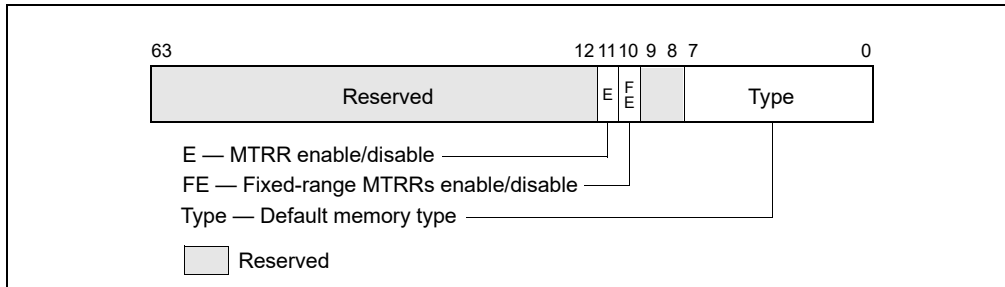 63 12 11 10 9 8 7 0
Reserved E FE Type
E — MTRR enable/disable
FE — Fixed-range MTRRs enable/disable
Type — Default memory type
Reserved